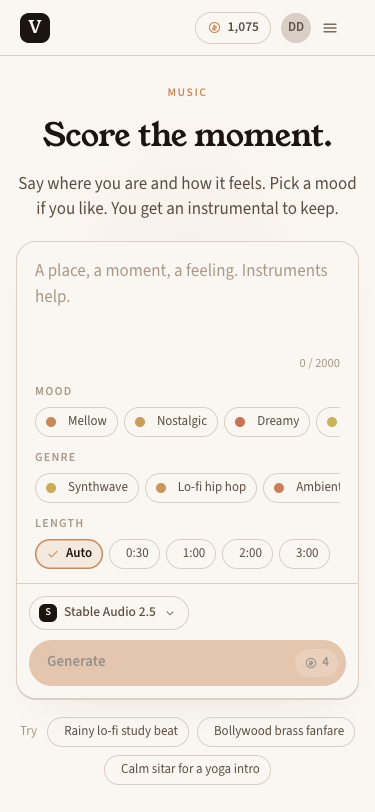 V 1,075 DD
MUSIC
Score the moment.
Say where you are and how it feels. Pick a mood
if you like. You get an instrumental to keep.
A place, a moment, a feeling. Instruments
help.
0 / 2000
MOOD
Mellow Nostalgic Dreamy
GENRE
Synthwave Lo-fi hip hop Ambient
LENGTH
Auto 0:30 1:00 2:00 3:00
S Stable Audio 2.5
Generate 4
Try Rainy lo-fi study beat Bollywood brass fanfare
Calm sitar for a yoga intro